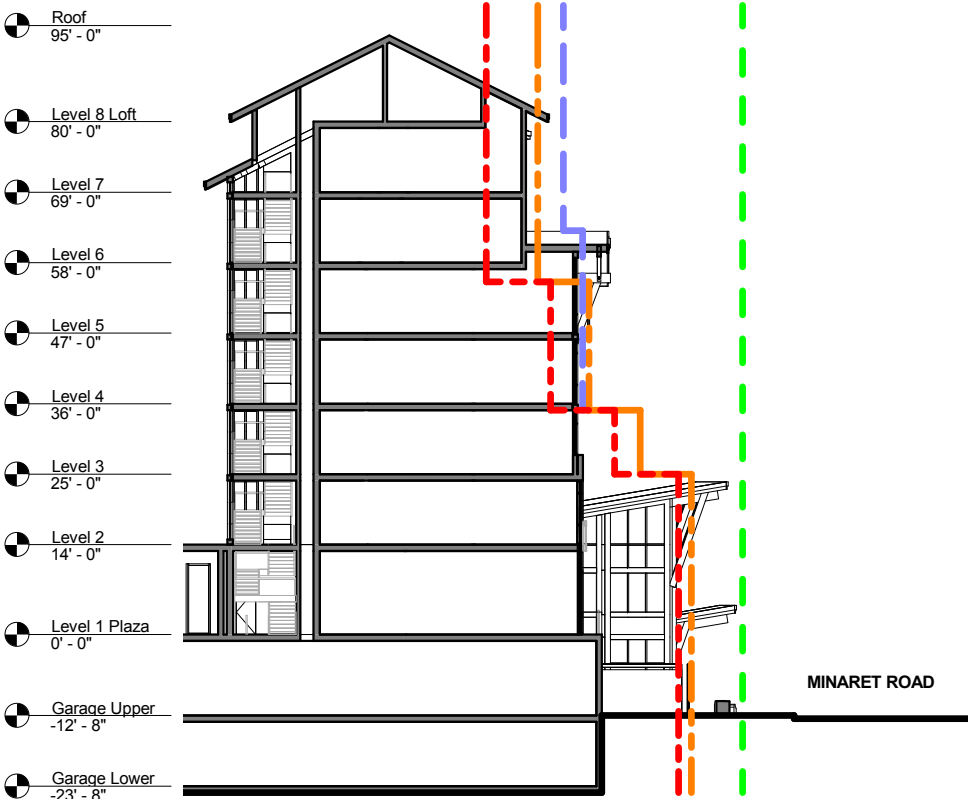 Roof
95' - 0"
Level 8 Loft
80' - 0"
Level 7
69' - 0"
Level 6
58' - 0"
Level 5
47' - 0"
Level 4
36' - 0"
Level 3
25' - 0"
Level 2
14' - 0"
Level 1 Plaza
0' - 0"
MINARET ROAD
Garage Upper
-12' - 8"
Garage Lower
-23' - 8"